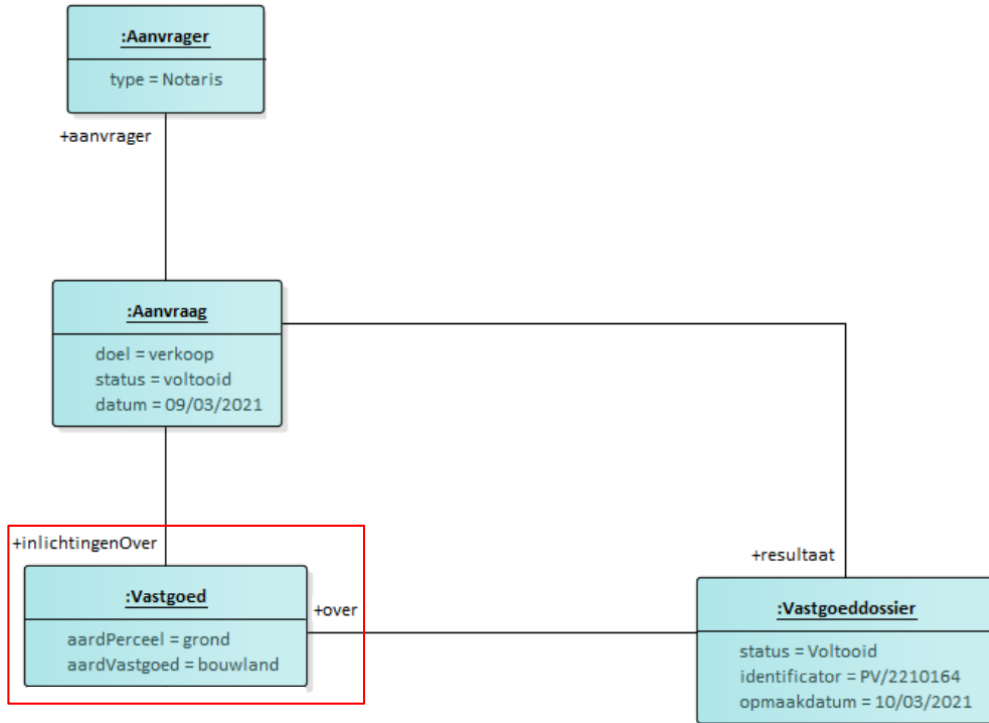 :Aanvrager
type = Notaris
+aanvrager
:Aanvraag
doel = verkoop
status = voltooid
datum = 09/03/2021
+inlichtingenOver
:Vastgoed
aardPerceel = grond
aardVastgoed = bouwland
+over
+resultaat
:Vastgoeddossier
status = Voltooid
identificator = PV/2210164
opmaakdatum = 10/03/2021